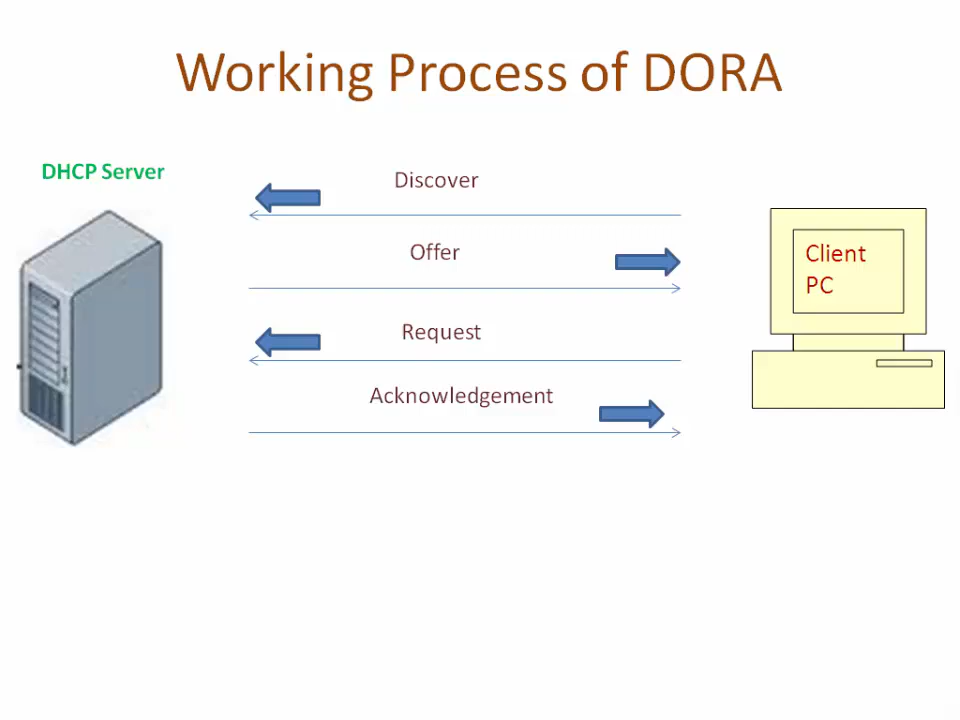 Working Process of DORA
DHCP Server
Discover
Offer
Client
PC
Request
Acknowledgement